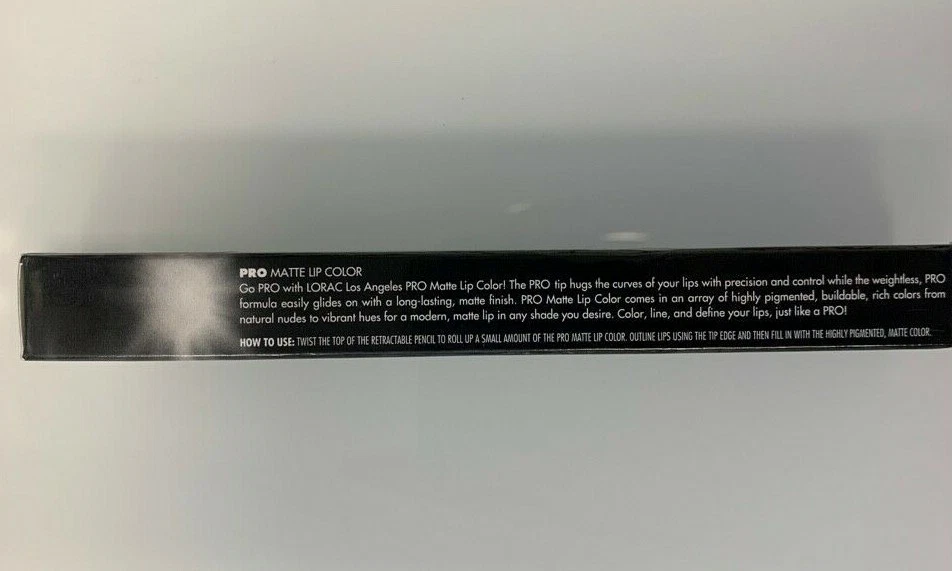 PRO MATTE LIP COLOR
Go PRO with LORAC Los Angeles PRO Matte Lip Color! The PRO tip hugs the curves of your lips with precision and control while the weightless, PRO
formula easily glides on with a long-lasting, matte finish. PRO Matte Lip Color comes in an array of highly pigmented, buildable, rich colors from
natural nudes to vibrant hues for a modern, matte lip in any shade you desire. Color, line, and define your lips, just like a PRO!
HOW TO USE: TWIST THE TOP OF THE RETRACTABLE PENCIL TO ROLL UP A SMALL AMOUNT OF THE PRO MATTE LIP COLOR. OUTLINE LIPS USING THE TIP EDGE AND THEN FILL IN WITH THE HIGHLY PIGMENTED, MATTE COLOR.